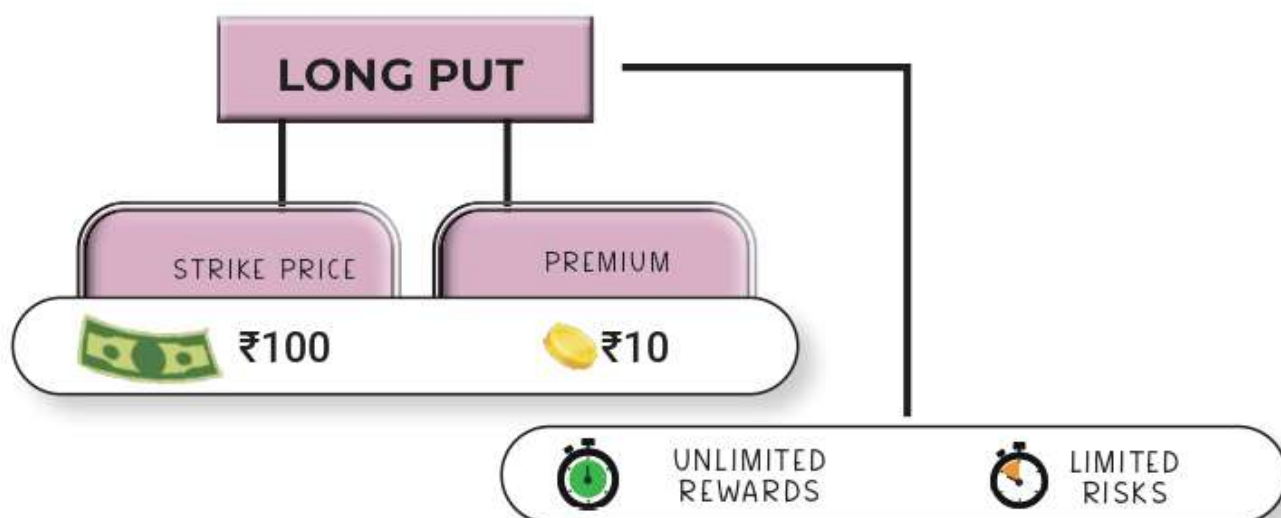 LONG PUT
STRIKE PRICE
PREMIUM
₹100
₹10
UNLIMITED
REWARDS
LIMITED
RISKS